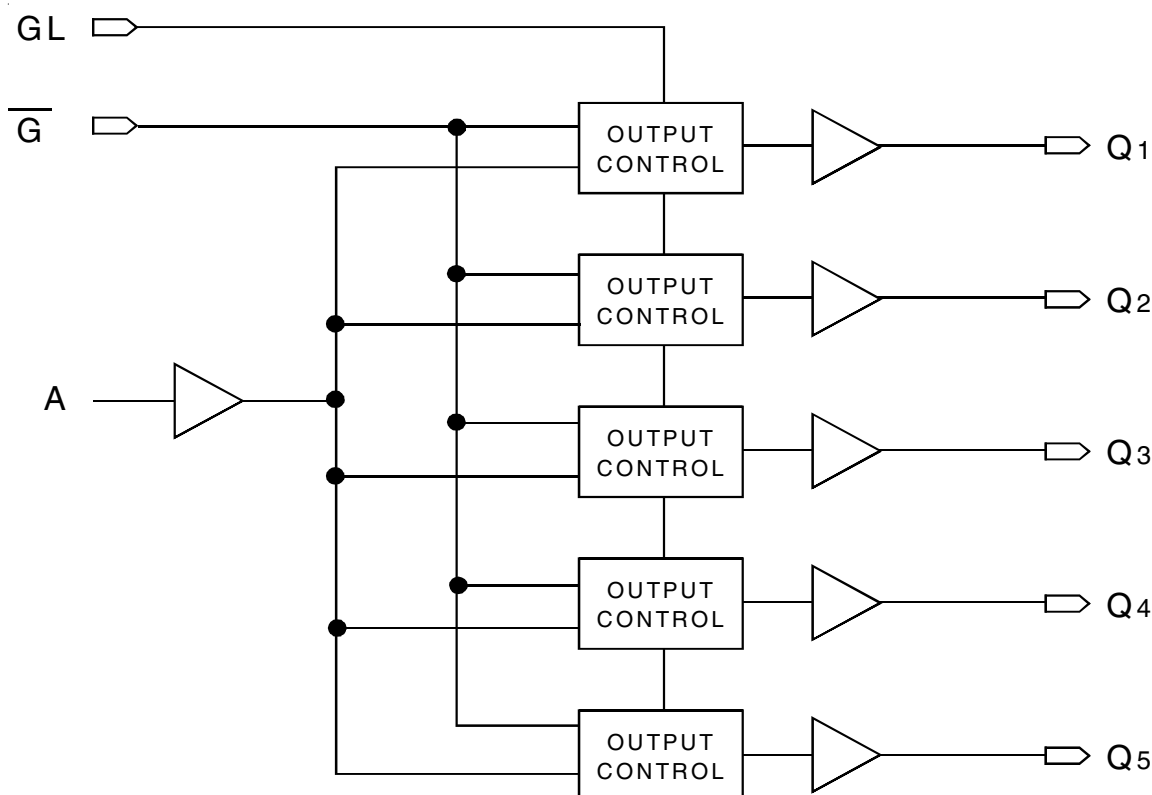 GL
G̅
OUTPUT
CONTROL
Q1
OUTPUT
CONTROL
Q2
A
OUTPUT
CONTROL
Q3
OUTPUT
CONTROL
Q4
OUTPUT
CONTROL
Q5